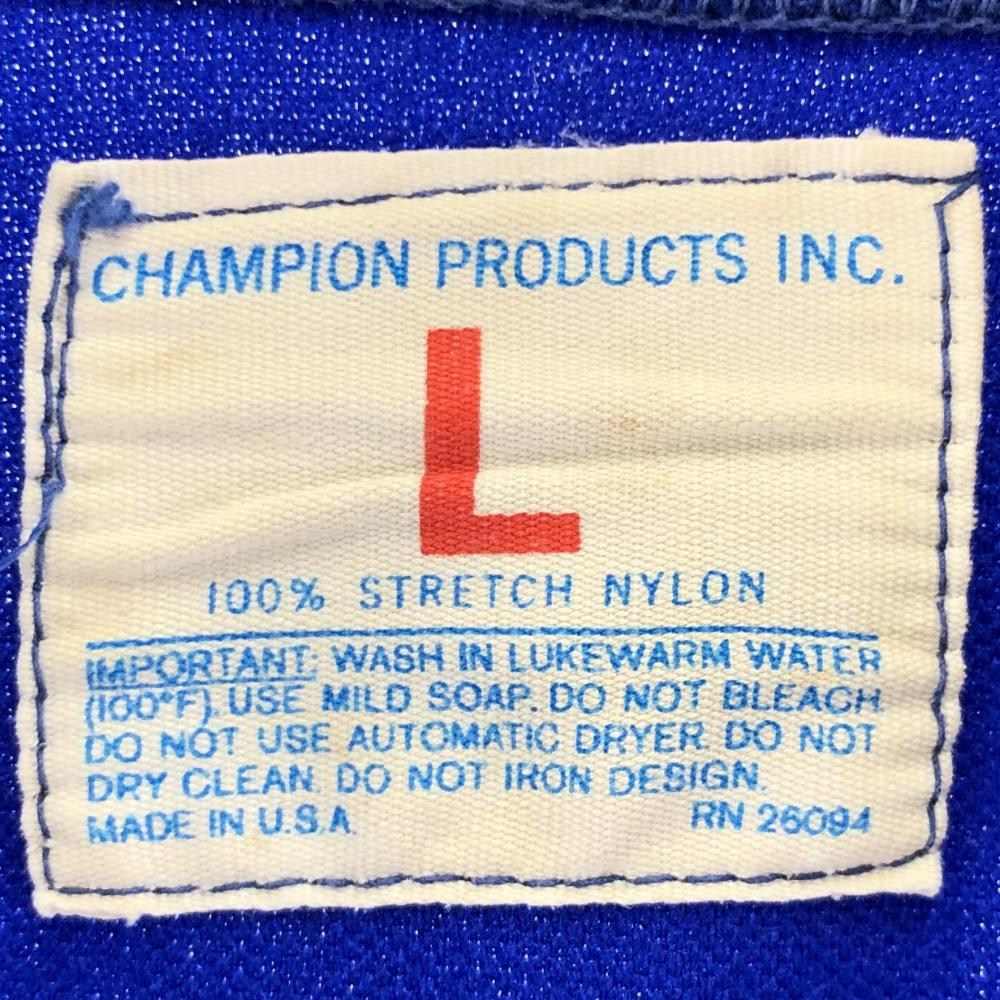 CHAMPION PRODUCTS INC.
L
100% STRETCH NYLON
IMPORTANT: WASH IN LUKEWARM WATER
(100°F). USE MILD SOAP. DO NOT BLEACH.
DO NOT USE AUTOMATIC DRYER. DO NOT
DRY CLEAN. DO NOT IRON DESIGN.
MADE IN U.S.A. RN 26094